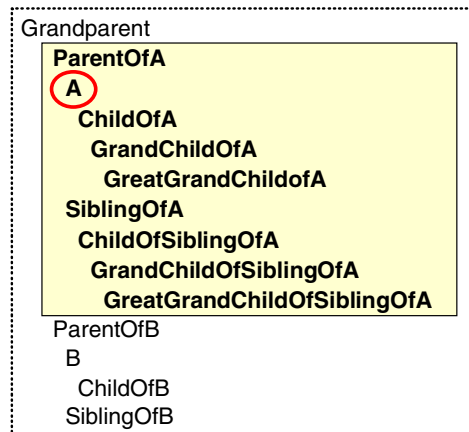 Grandparent
ParentOfA
A
ChildOfA
GrandChildOfA
GreatGrandChildofA
SiblingOfA
ChildOfSiblingOfA
GrandChildOfSiblingOfA
GreatGrandChildOfSiblingOfA
ParentOfB
B
ChildOfB
SiblingOfB